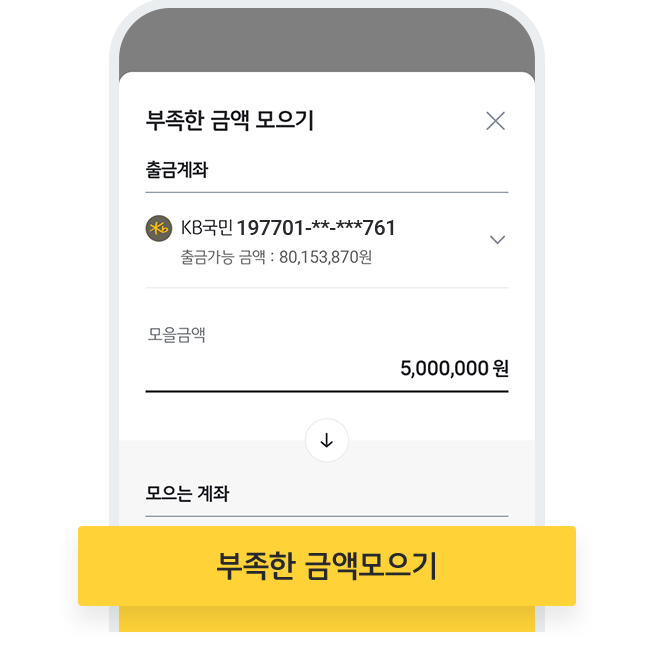 부족한 금액 모으기
출금계좌
KB국민 197701-**-***761
출금가능 금액 : 80,153,870원
모을금액
5,000,000 원
모으는 계좌
부족한 금액모으기